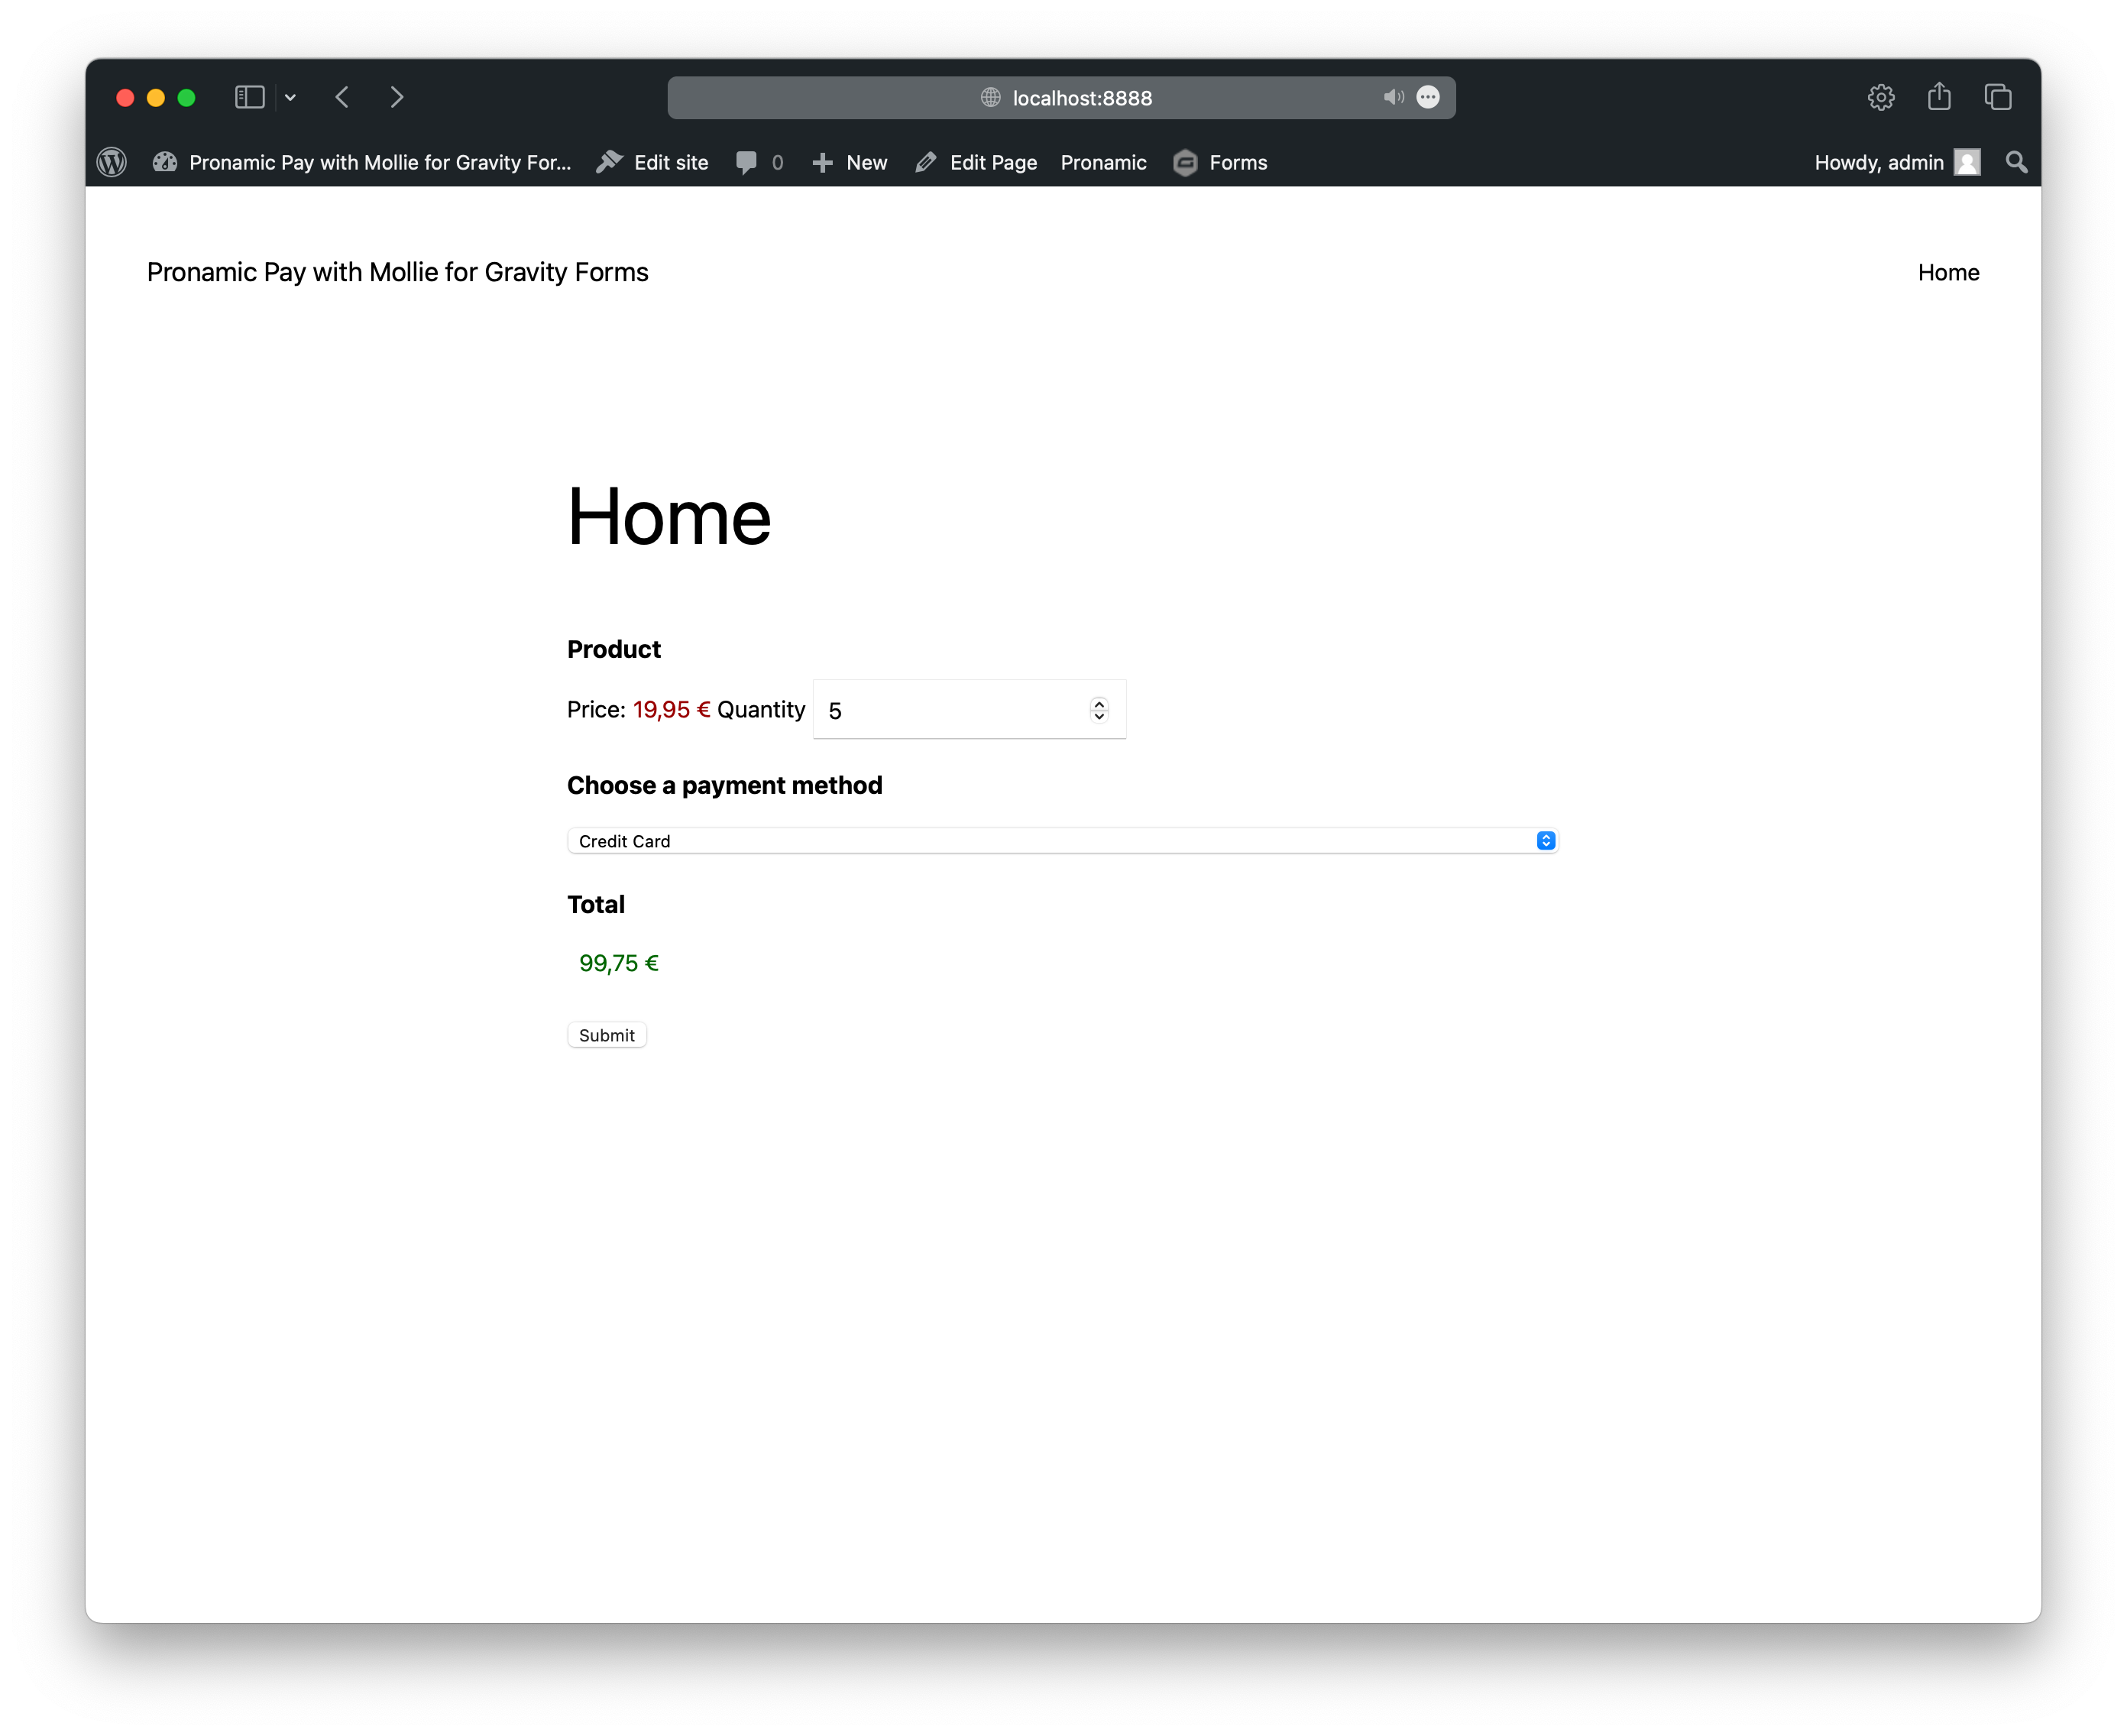 localhost:8888
Pronamic Pay with Mollie for Gravity For... Edit site 0 New Edit Page Pronamic Forms Howdy, admin
Pronamic Pay with Mollie for Gravity Forms Home
Home
Product
Price: 19,95 € Quantity 5
Choose a payment method
Credit Card
Total
99,75 €
Submit